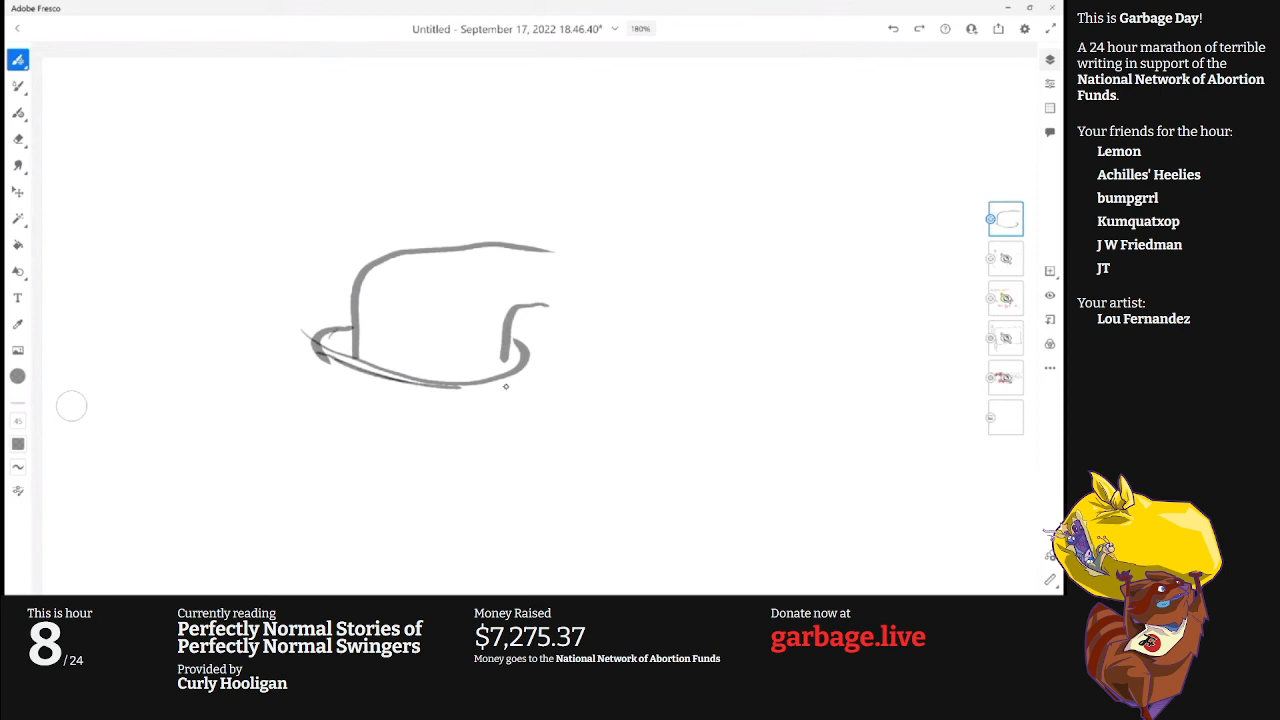 Adobe Fresco
Untitled - September 17, 2022 18.46.40*
180%
45
This is Garbage Day!
A 24 hour marathon of terrible
writing in support of the
National Network of Abortion
Funds.
Your friends for the hour:
Lemon
Achilles' Heelies
bumpgrrl
Kumquatxop
J W Friedman
JT
Your artist:
Lou Fernandez
This is hour
8/24
Currently reading
Perfectly Normal Stories of
Perfectly Normal Swingers
Provided by
Curly Hooligan
Money Raised
$7,275.37
Money goes to the National Network of Abortion Funds
Donate now at
garbage.live